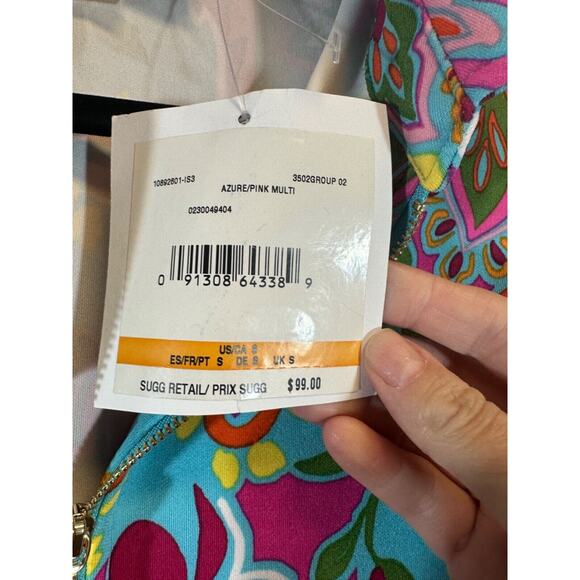 10892601-IS3 3502GROUP 02
AZURE/PINK MULTI
0230049404
0 91308 64338 9
US/CA S
ES/FR/PT S DE S UK S
SUGG RETAIL/ PRIX SUGG $99.00